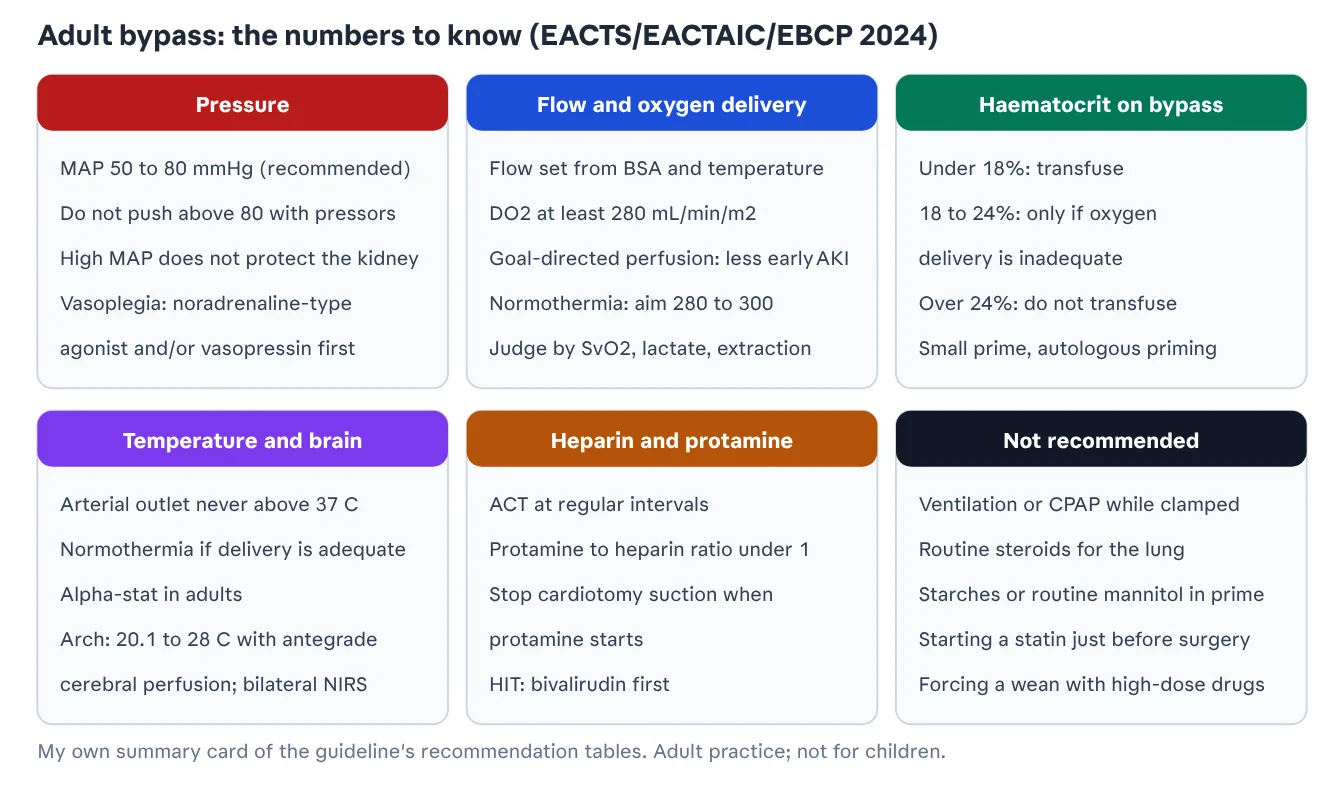 Adult bypass: the numbers to know (EACTS/EACTAIC/EBCP 2024)
Pressure
MAP 50 to 80 mmHg (recommended)
Do not push above 80 with pressors
High MAP does not protect the kidney
Vasoplegia: noradrenaline-type
agonist and/or vasopressin first
Flow and oxygen delivery
Flow set from BSA and temperature
DO2 at least 280 mL/min/m2
Goal-directed perfusion: less early AKI
Normothermia: aim 280 to 300
Judge by SvO2, lactate, extraction
Haematocrit on bypass
Under 18%: transfuse
18 to 24%: only if oxygen
delivery is inadequate
Over 24%: do not transfuse
Small prime, autologous priming
Temperature and brain
Arterial outlet never above 37 C
Normothermia if delivery is adequate
Alpha-stat in adults
Arch: 20.1 to 28 C with antegrade
cerebral perfusion; bilateral NIRS
Heparin and protamine
ACT at regular intervals
Protamine to heparin ratio under 1
Stop cardiotomy suction when
protamine starts
HIT: bivalirudin first
Not recommended
Ventilation or CPAP while clamped
Routine steroids for the lung
Starches or routine mannitol in prime
Starting a statin just before surgery
Forcing a wean with high-dose drugs
My own summary card of the guideline's recommendation tables. Adult practice; not for children.